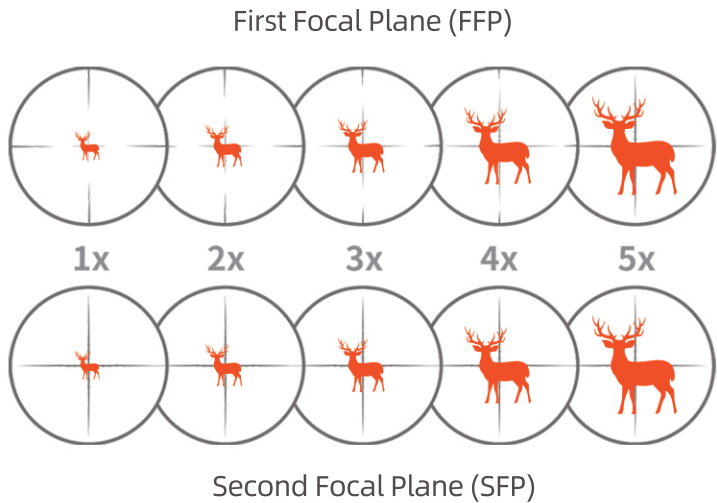 First Focal Plane (FFP)
1x 2x 3x 4x 5x
Second Focal Plane (SFP)